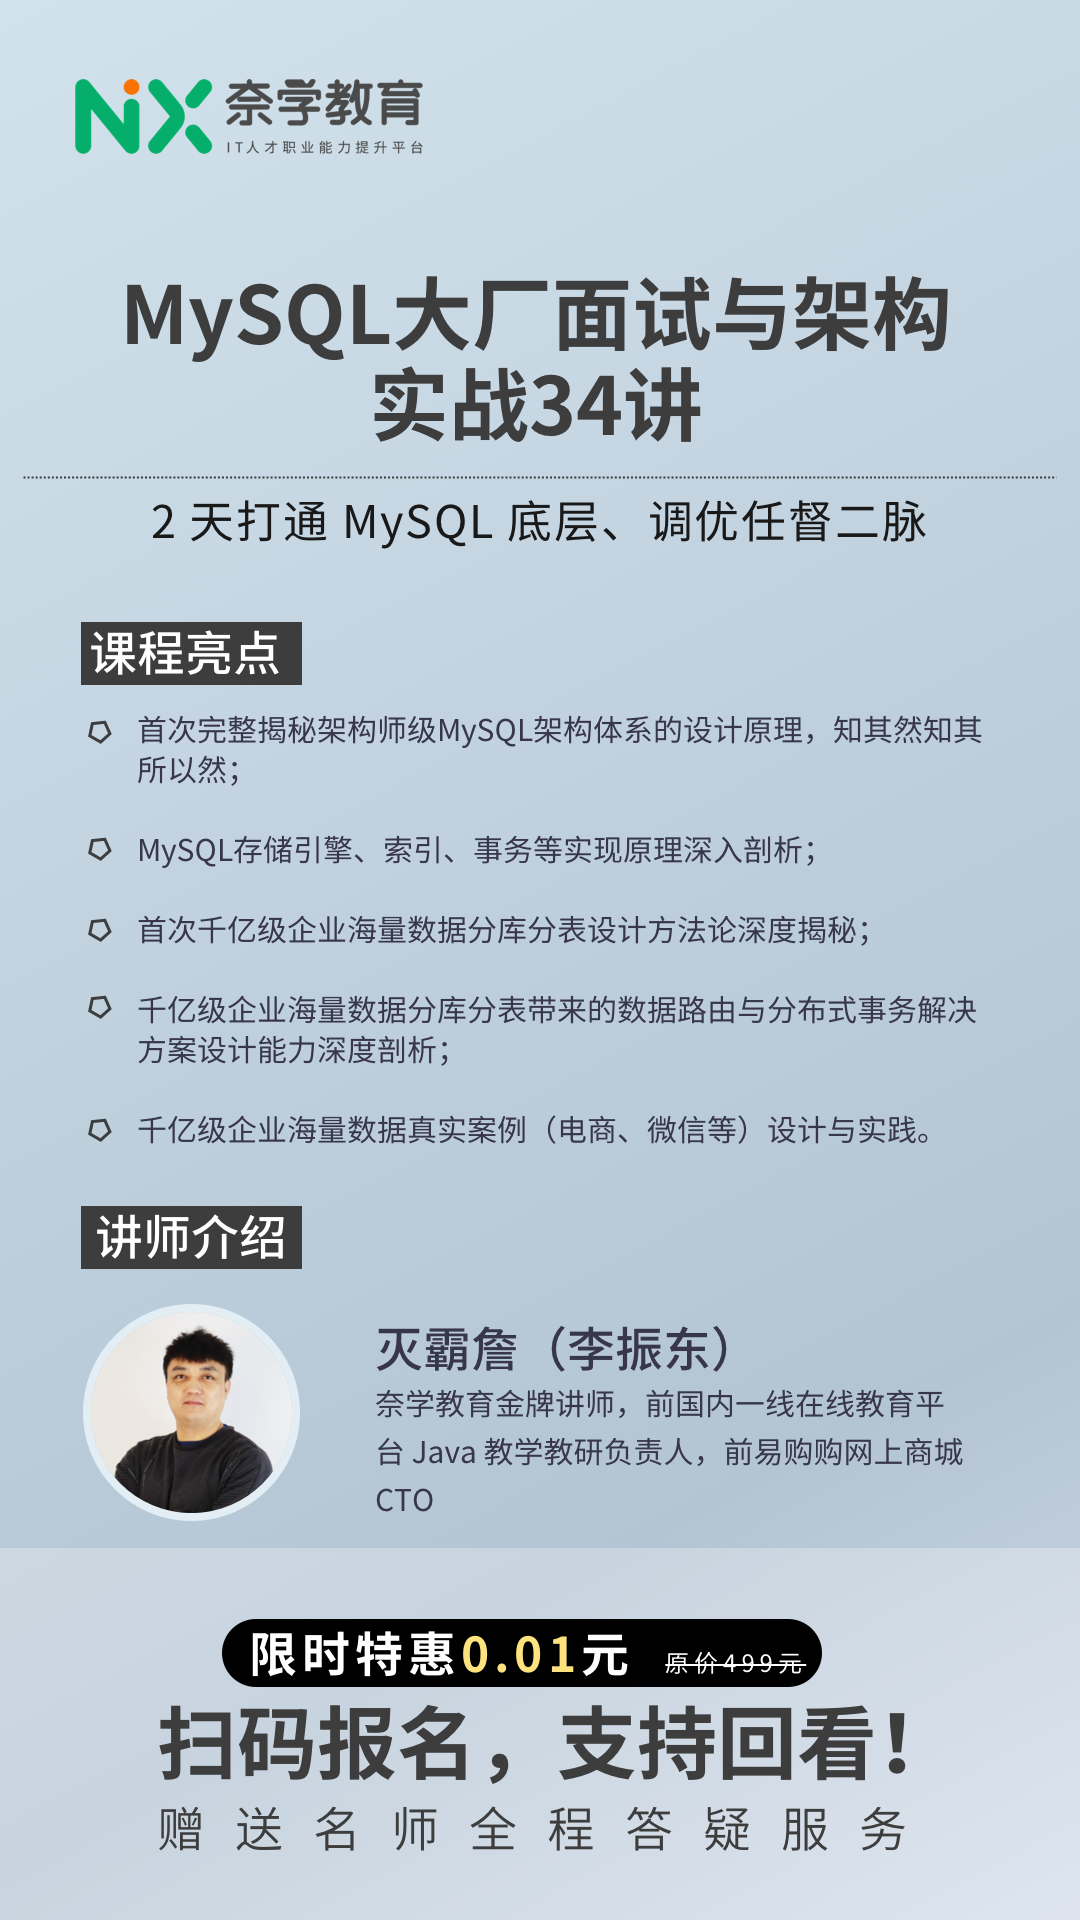 NiX 奈学教育
IT人才职业能力提升平台
MySQL大厂面试与架构
实战34讲
2 天打通 MySQL 底层、调优任督二脉
课程亮点
首次完整揭秘架构师级MySQL架构体系的设计原理，知其然知其
所以然；
MySQL存储引擎、索引、事务等实现原理深入剖析；
首次千亿级企业海量数据分库分表设计方法论深度揭秘；
千亿级企业海量数据分库分表带来的数据路由与分布式事务解决
方案设计能力深度剖析；
千亿级企业海量数据真实案例（电商、微信等）设计与实践。
讲师介绍
灭霸詹（李振东）
奈学教育金牌讲师，前国内一线在线教育平
台 Java 教学教研负责人，前易购购网上商城
CTO
限时特惠0.01元 原价499元
扫码报名，支持回看！
赠送名师全程答疑服务